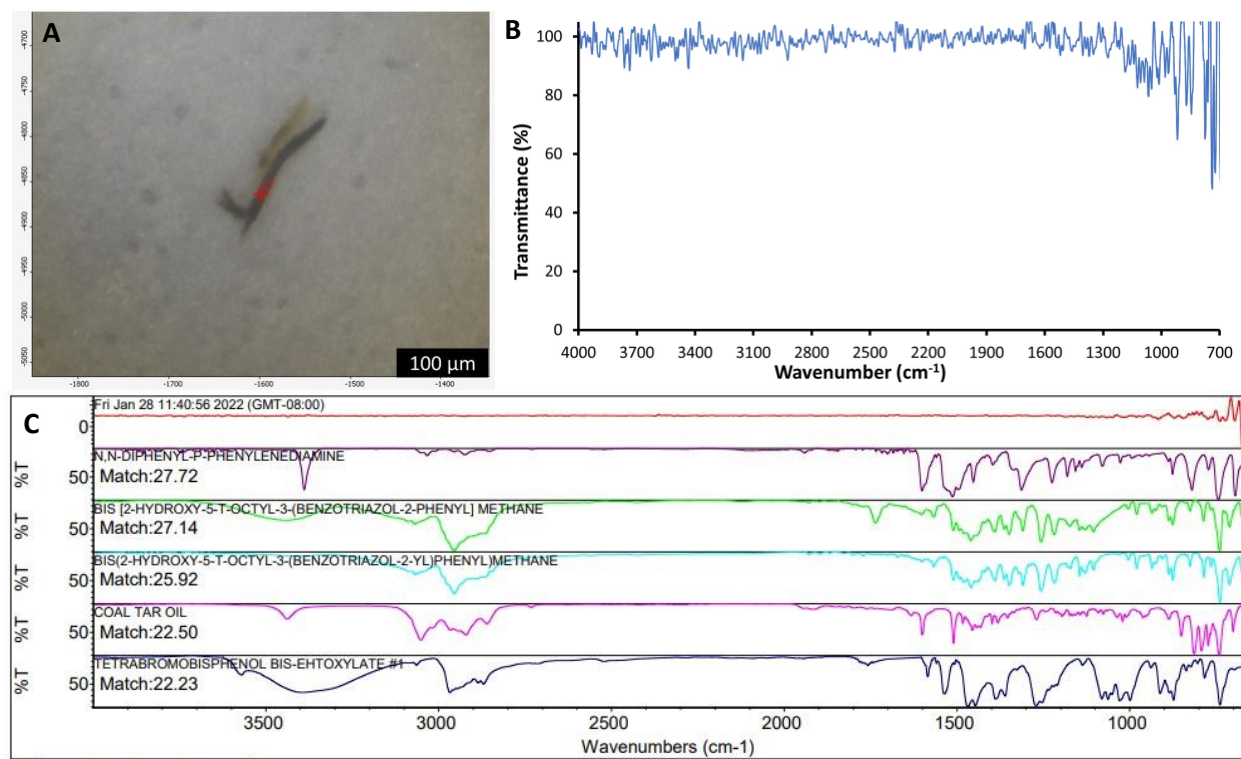 A
-4700
-4750
-4800
-4850
-4900
-4950
-5000
-5050
-1800
-1700
-1600
-1500
-1400
100 µm
B
Transmittance (%)
100
80
60
40
20
0
4000 3700 3400 3100 2800 2500 2200 1900 1600 1300 1000 700
Wavenumber (cm-1)
C
Fri Jan 28 11:40:56 2022 (GMT-08:00)
0
N,N-DIPHENYL-P-PHENYLENEDIAMINE
Match:27.72
%T
50
BIS [2-HYDROXY-5-T-OCTYL-3-(BENZOTRIAZOL-2-PHENYL] METHANE
Match:27.14
%T
50
BIS(2-HYDROXY-5-T-OCTYL-3-(BENZOTRIAZOL-2-YL)PHENYL)METHANE
Match:25.92
%T
50
COAL TAR OIL
Match:22.50
%T
50
TETRABROMOBISPHENOL BIS-EHTOXYLATE #1
Match:22.23
%T
50
3500 3000 2500 2000 1500 1000
Wavenumbers (cm-1)